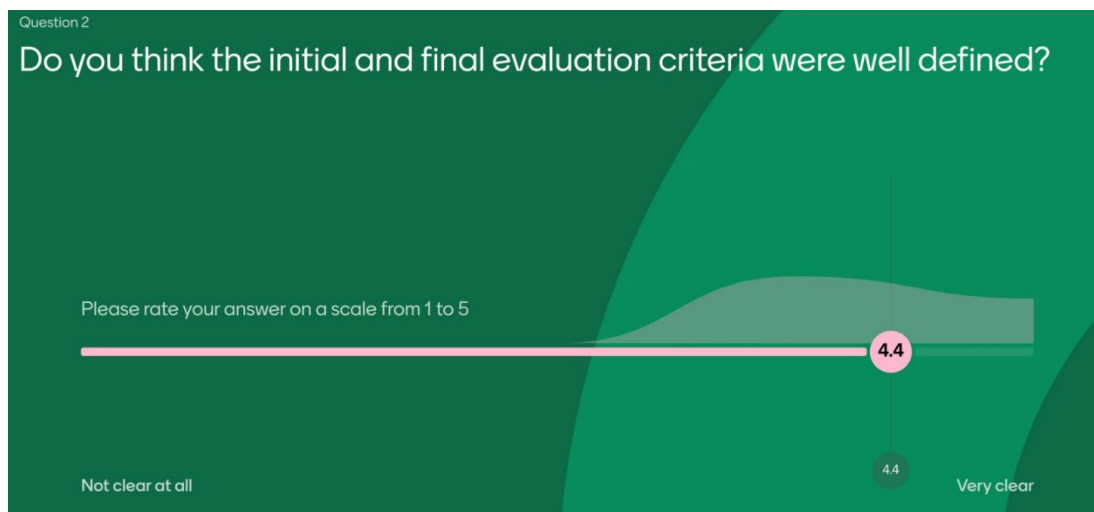 Question 2
Do you think the initial and final evaluation criteria were well defined?
Please rate your answer on a scale from 1 to 5
4.4
4.4
Not clear at all
Very clear